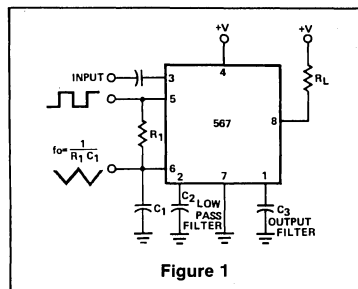 +V
+V
INPUT
3
4
5
R1
567
8
RL
fo= 1
R1 C1
6
2
7
1
C1
C2
LOW
PASS
FILTER
C3
OUTPUT
FILTER
Figure 1